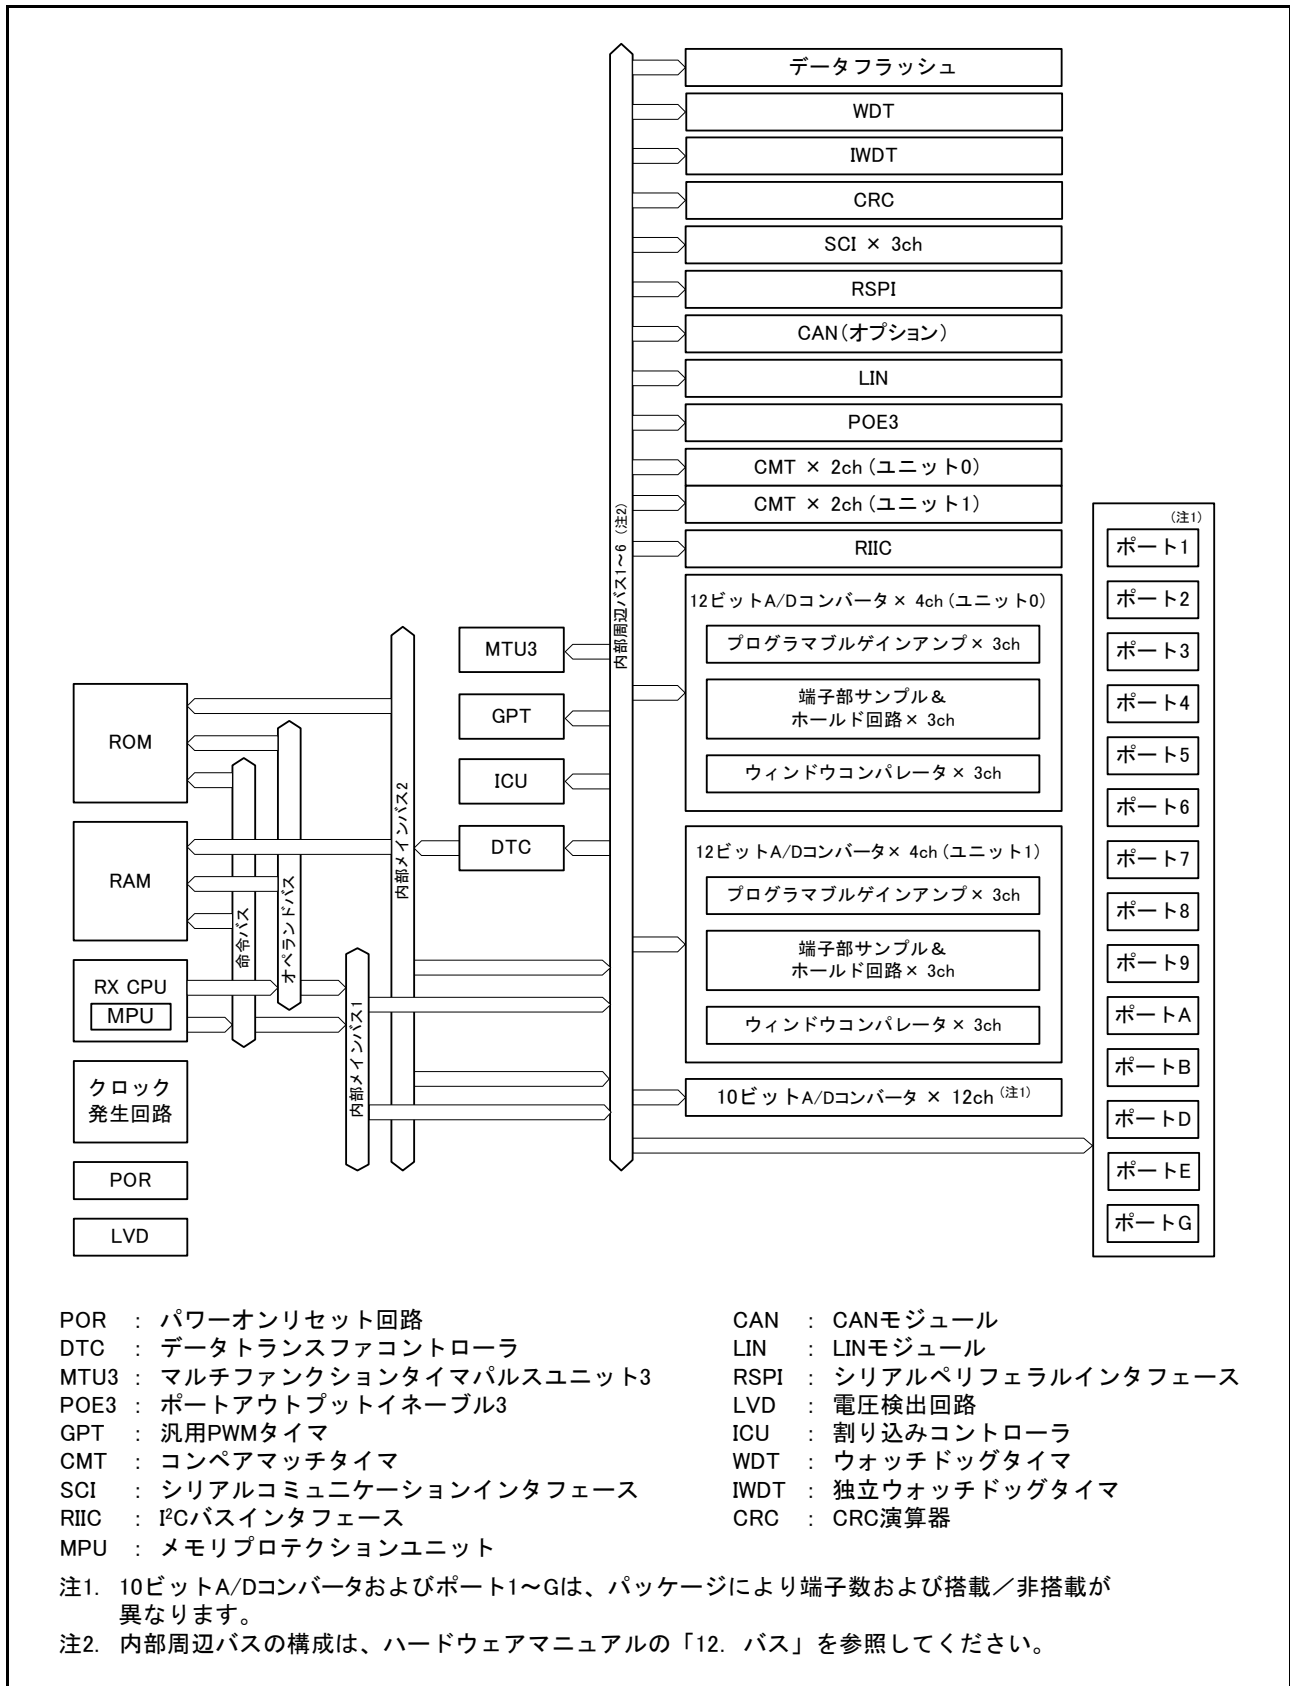 データフラッシュ
WDT
IWDT
CRC
SCI × 3ch
RSPI
CAN(オプション)
LIN
POE3
CMT × 2ch (ユニット0)
CMT × 2ch (ユニット1)
RIIC
12ビットA/Dコンバータ× 4ch (ユニット0)
プログラマブルゲインアンプ× 3ch
端子部サンプル&
ホールド回路× 3ch
ウィンドウコンパレータ× 3ch
12ビットA/Dコンバータ× 4ch (ユニット1)
プログラマブルゲインアンプ× 3ch
端子部サンプル&
ホールド回路× 3ch
ウィンドウコンパレータ× 3ch
10ビットA/Dコンバータ × 12ch (注1)
内部周辺バス1~6 (注2)
MTU3
GPT
ICU
DTC
内部メインバス2
内部メインバス1
オペランドバス
命令バス
ROM
RAM
RX CPU
MPU
クロック
発生回路
POR
LVD
(注1)
ポート1
ポート2
ポート3
ポート4
ポート5
ポート6
ポート7
ポート8
ポート9
ポートA
ポートB
ポートD
ポートE
ポートG
POR : パワーオンリセット回路
DTC : データトランスファコントローラ
MTU3 : マルチファンクションタイマパルスユニット3
POE3 : ポートアウトプットイネーブル3
GPT : 汎用PWMタイマ
CMT : コンペアマッチタイマ
SCI : シリアルコミュニケーションインタフェース
RIIC : I²Cバスインタフェース
MPU : メモリプロテクションユニット
CAN : CANモジュール
LIN : LINモジュール
RSPI : シリアルペリフェラルインタフェース
LVD : 電圧検出回路
ICU : 割り込みコントローラ
WDT : ウォッチドッグタイマ
IWDT : 独立ウォッチドッグタイマ
CRC : CRC演算器
注1. 10ビットA/Dコンバータおよびポート1~Gは、パッケージにより端子数および搭載/非搭載が
異なります。
注2. 内部周辺バスの構成は、ハードウェアマニュアルの「12. バス」を参照してください。